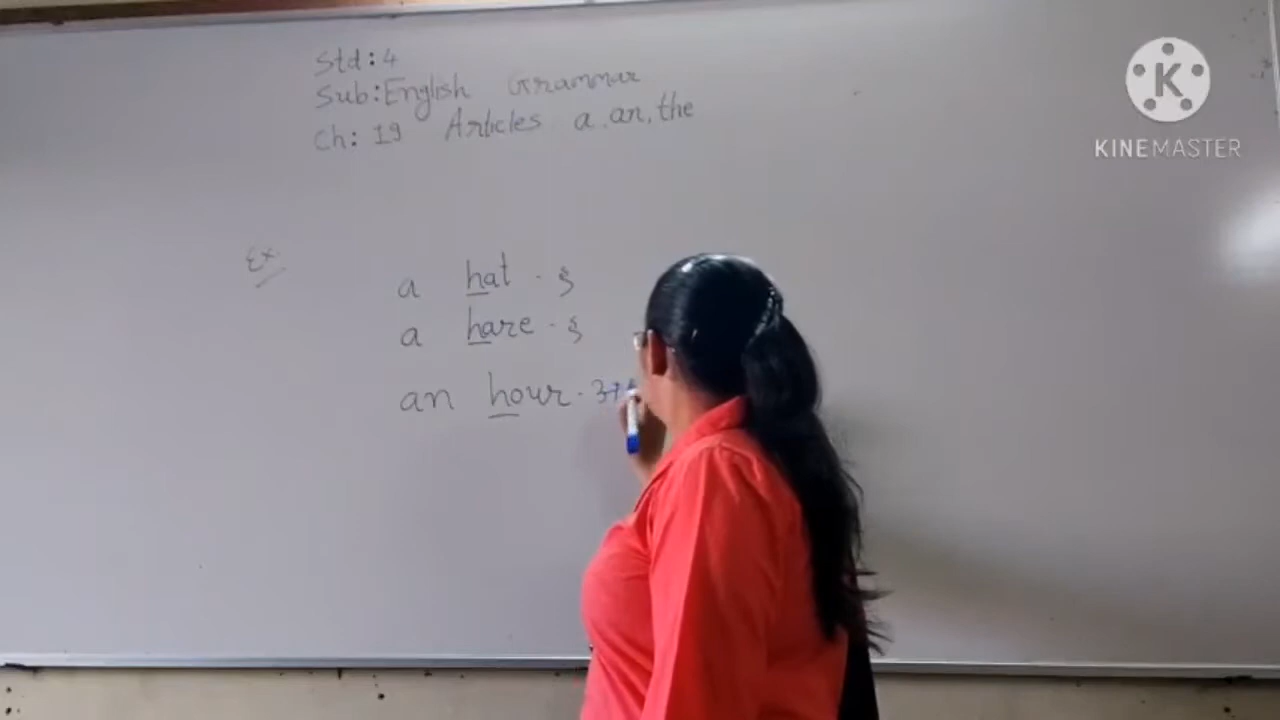 Std: 4
Sub: English Grammar
Ch: 19 Articles a, an, the
Ex
a hat -
a hare -
an hour -
KINEMASTER